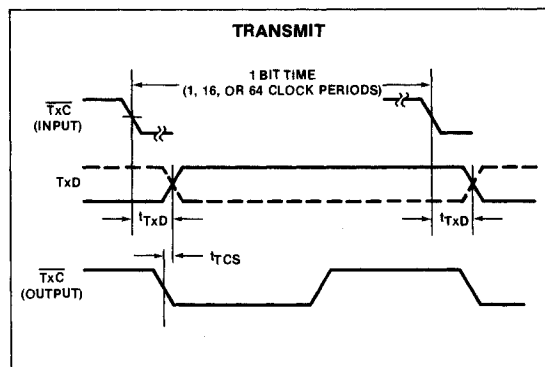 TRANSMIT
1 BIT TIME
(1, 16, OR 64 CLOCK PERIODS)
TxC
(INPUT)
TxD
tTxD
tTxD
tTCS
TxC
(OUTPUT)